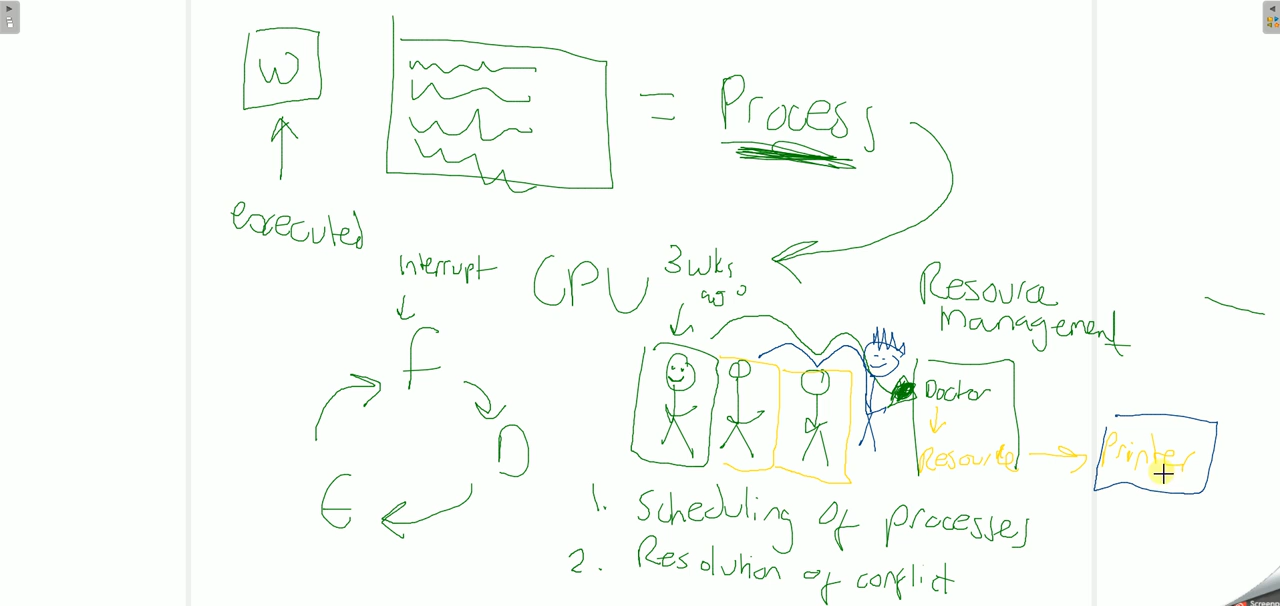 W
= Process
executed
Interrupt
CPU
3 wks
ago
Resource
Management
F
D
E
Doctor
Resource
Printer
1. Scheduling of processes
2. Resolution of conflict